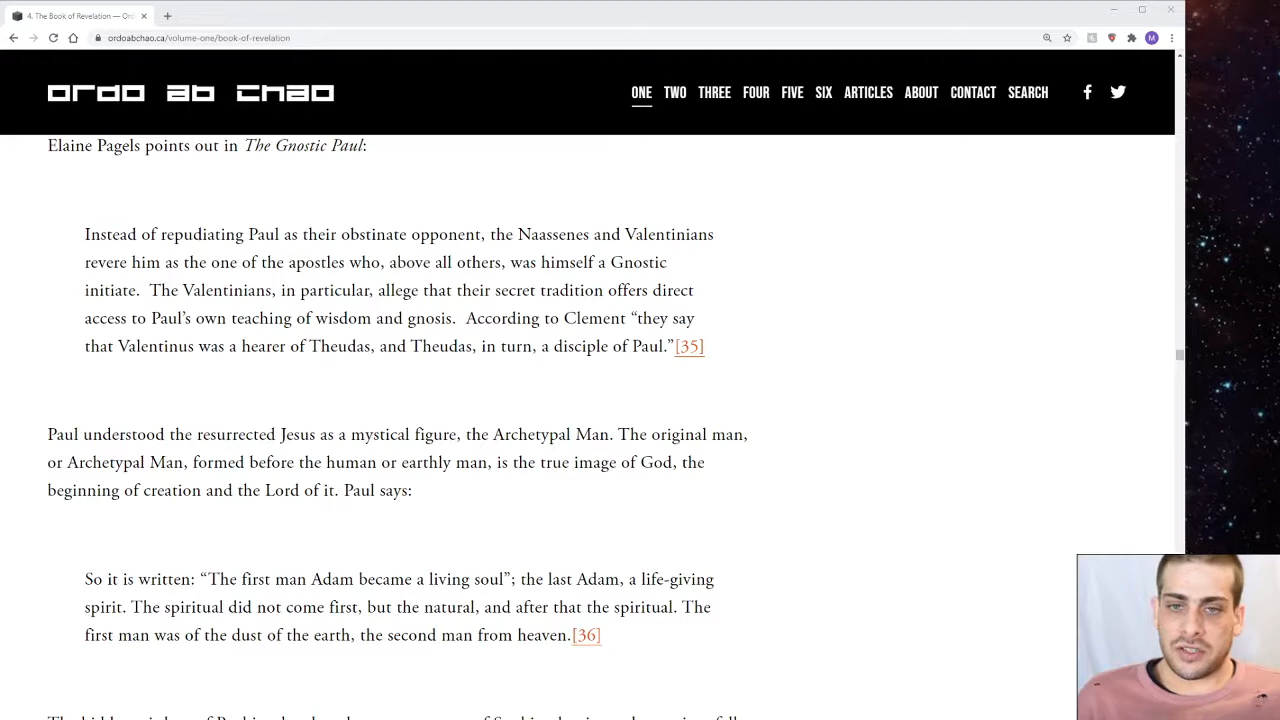 4. The Book of Revelation — Ord
ordoabchao.ca/volume-one/book-of-revelation
M
ordo ab chao
ONE TWO THREE FOUR FIVE SIX ARTICLES ABOUT CONTACT SEARCH
Elaine Pagels points out in The Gnostic Paul:
Instead of repudiating Paul as their obstinate opponent, the Naassenes and Valentinians
revere him as the one of the apostles who, above all others, was himself a Gnostic
initiate. The Valentinians, in particular, allege that their secret tradition offers direct
access to Paul’s own teaching of wisdom and gnosis. According to Clement “they say
that Valentinus was a hearer of Theudas, and Theudas, in turn, a disciple of Paul.”[35]
Paul understood the resurrected Jesus as a mystical figure, the Archetypal Man. The original man,
or Archetypal Man, formed before the human or earthly man, is the true image of God, the
beginning of creation and the Lord of it. Paul says:
So it is written: “The first man Adam became a living soul”; the last Adam, a life-giving
spirit. The spiritual did not come first, but the natural, and after that the spiritual. The
first man was of the dust of the earth, the second man from heaven.[36]